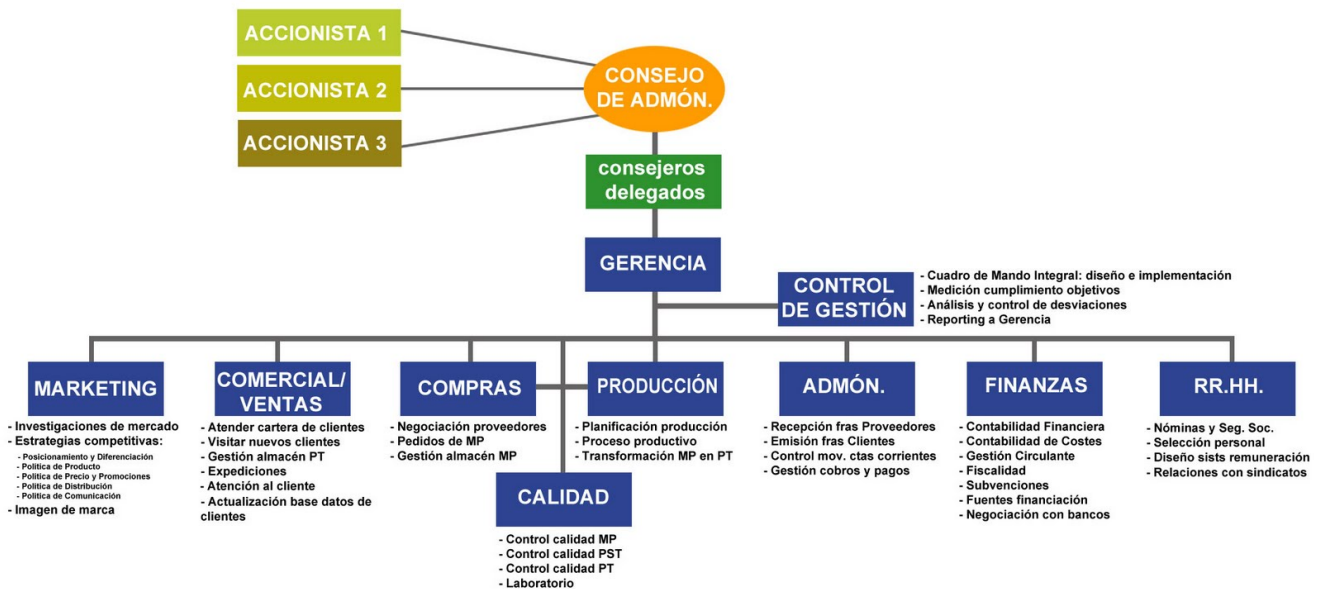 ACCIONISTA 1
ACCIONISTA 2
ACCIONISTA 3
CONSEJO
DE ADMÓN.
consejeros
delegados
GERENCIA
CONTROL
DE GESTIÓN
- Cuadro de Mando Integral: diseño e implementación
- Medición cumplimiento objetivos
- Análisis y control de desviaciones
- Reporting a Gerencia
MARKETING
- Investigaciones de mercado
- Estrategias competitivas:
- Posicionamiento y Diferenciación
- Politica de Producto
- Politica de Precio y Promociones
- Politica de Distribución
- Politica de Comunicación
- Imagen de marca
COMERCIAL/
VENTAS
- Atender cartera de clientes
- Visitar nuevos clientes
- Gestión almacén PT
- Expediciones
- Atención al cliente
- Actualización base datos de
clientes
COMPRAS
- Negociación proveedores
- Pedidos de MP
- Gestión almacén MP
CALIDAD
- Control calidad MP
- Control calidad PST
- Control calidad PT
- Laboratorio
PRODUCCIÓN
- Planificación producción
- Proceso productivo
- Transformación MP en PT
ADMÓN.
- Recepción fras Proveedores
- Emisión fras Clientes
- Control mov. ctas corrientes
- Gestión cobros y pagos
FINANZAS
- Contabilidad Financiera
- Contabilidad de Costes
- Gestión Circulante
- Fiscalidad
- Subvenciones
- Fuentes financiación
- Negociación con bancos
RR.HH.
- Nóminas y Seg. Soc.
- Selección personal
- Diseño sists remuneración
- Relaciones con sindicatos